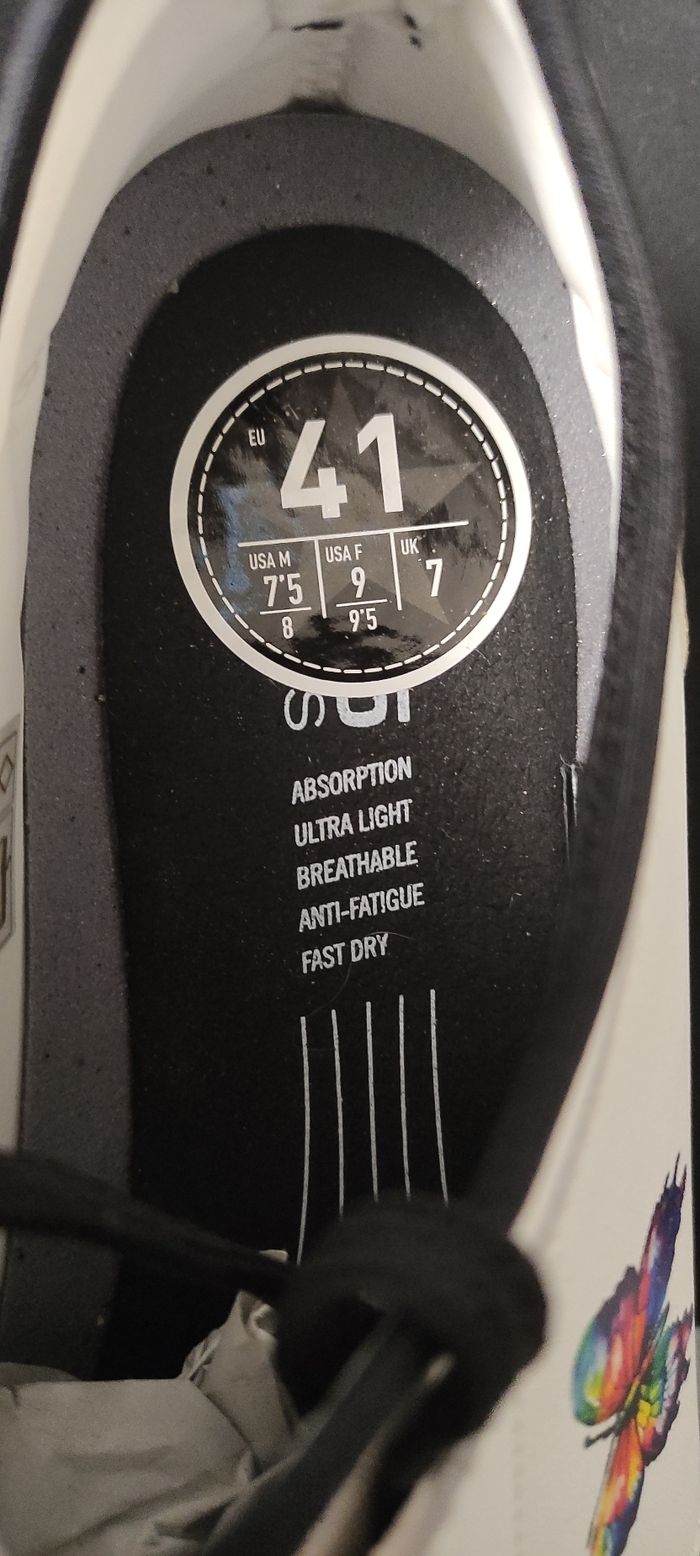 EU 41
USA M USA F UK
7'5 9 7
8 9'5
ABSORPTION
ULTRA LIGHT
BREATHABLE
ANTI-FATIGUE
FAST DRY